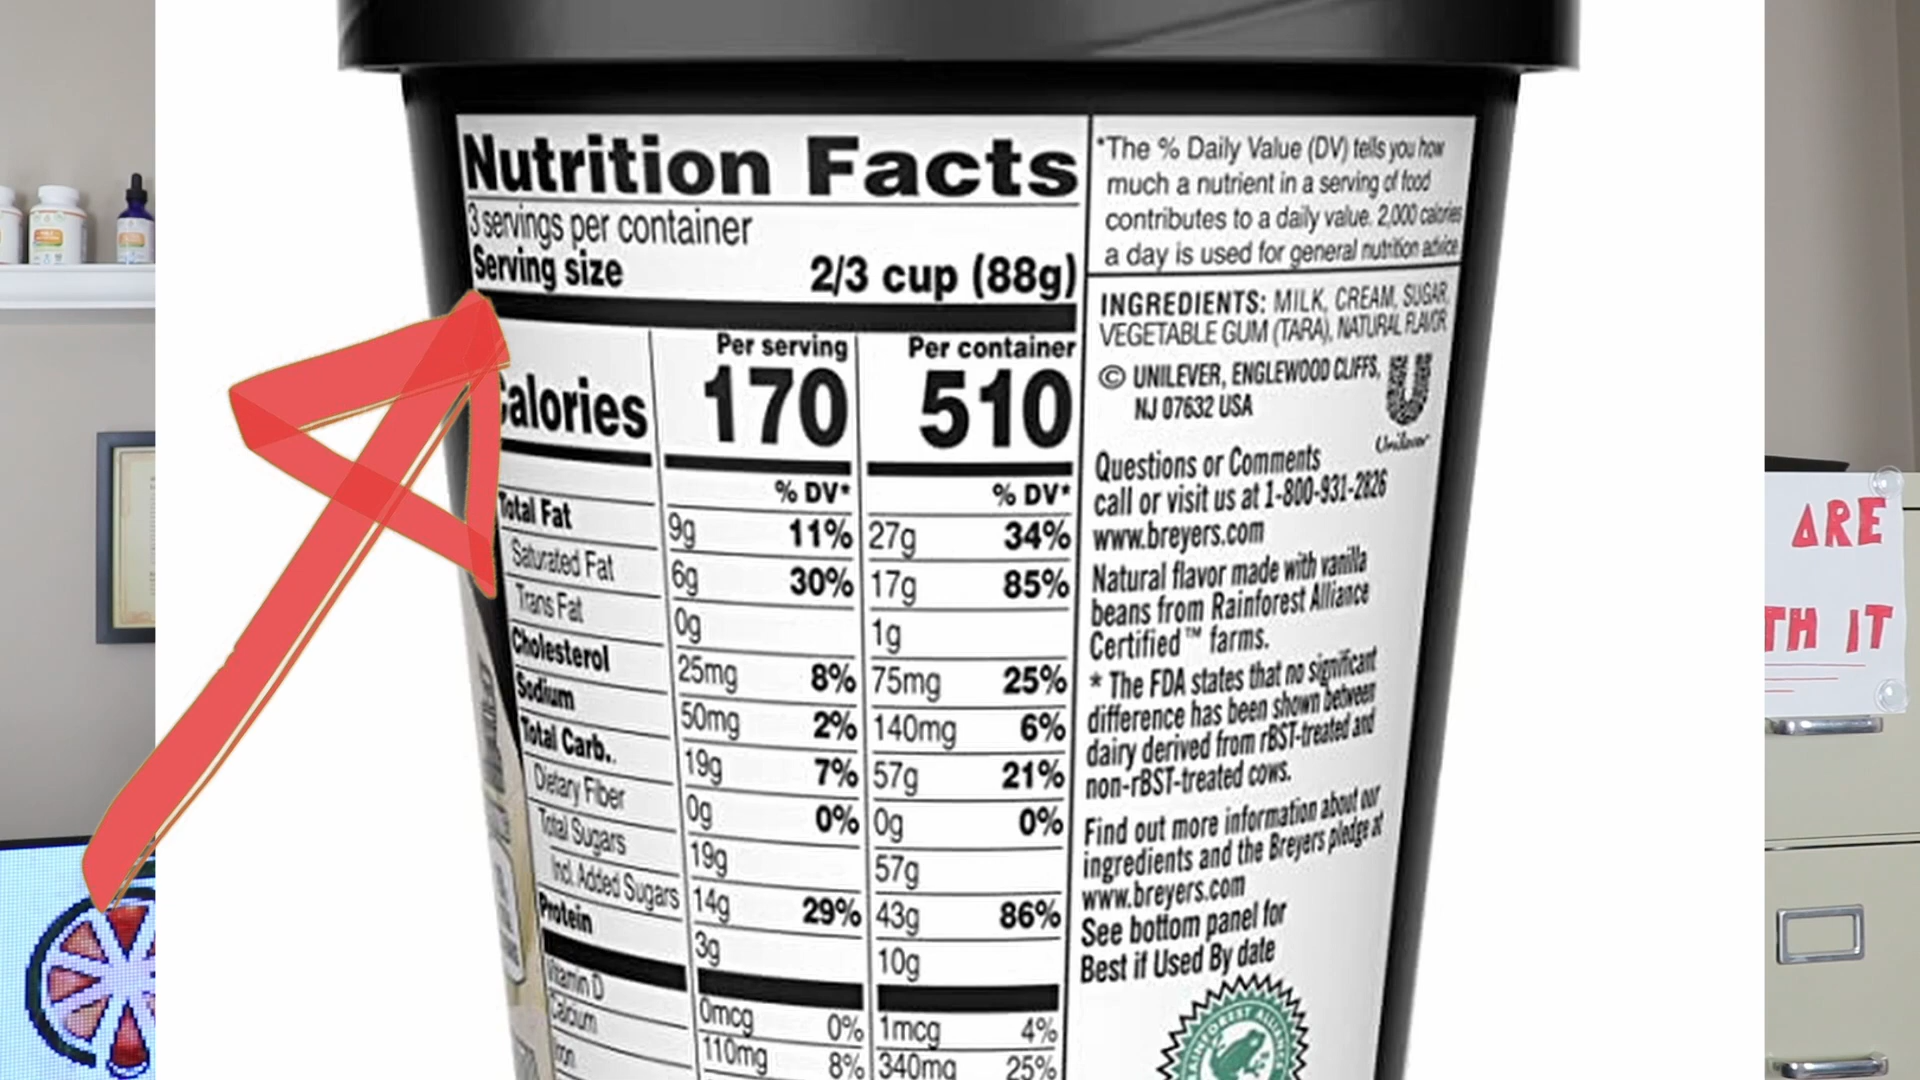 Nutrition Facts
3 servings per container
Serving size 2/3 cup (88g)
Per serving Per container
Calories 170 510
% DV* % DV*
Total Fat 9g 11% 27g 34%
Saturated Fat 6g 30% 17g 85%
Trans Fat 0g 1g
Cholesterol 25mg 8% 75mg 25%
Sodium 50mg 2% 140mg 6%
Total Carb. 19g 7% 57g 21%
Dietary Fiber 0g 0% 0g 0%
Total Sugars 19g 57g
Incl. Added Sugars 14g 29% 43g 86%
Protein 3g 10g
Vitamin D 0mcg 0% 1mcg 4%
Calcium 110mg 8% 340mg 25%
Iron
*The % Daily Value (DV) tells you how
much a nutrient in a serving of food
contributes to a daily value. 2,000 calories
a day is used for general nutrition advice.
INGREDIENTS: MILK, CREAM, SUGAR,
VEGETABLE GUM (TARA), NATURAL FLAVOR
© UNILEVER, ENGLEWOOD CLIFFS,
NJ 07632 USA
Unilever
Questions or Comments
call or visit us at 1-800-931-2826
www.breyers.com
Natural flavor made with vanilla
beans from Rainforest Alliance
Certified™ farms.
* The FDA states that no significant
difference has been shown between
dairy derived from rBST-treated and
non-rBST-treated cows.
Find out more information about our
ingredients and the Breyers pledge at
www.breyers.com
See bottom panel for
Best if Used By date
RAINFOREST ALLIANCE
ARE
TH IT